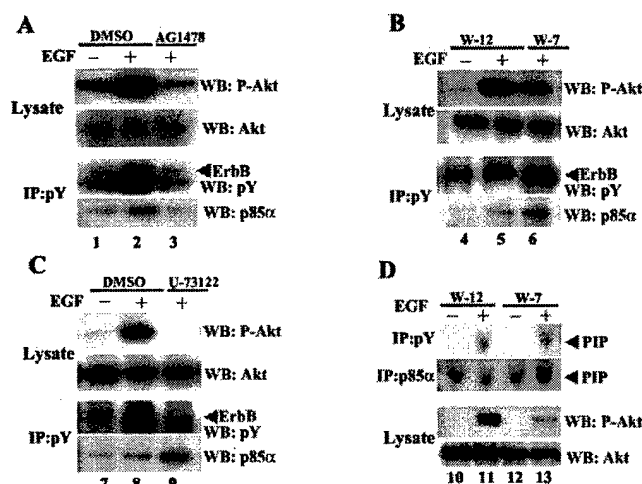 A
DMSO AG1478
EGF − + +
Lysate
WB: P-Akt
WB: Akt
IP:pY
ErbB
WB: pY
WB: p85α
1 2 3
B
W-12 W-7
EGF − + +
Lysate
WB: P-Akt
WB: Akt
IP:pY
ErbB
WB: pY
WB: p85α
4 5 6
C
DMSO U-73122
EGF − + +
Lysate
WB: P-Akt
WB: Akt
IP:pY
ErbB
WB: pY
WB: p85α
7 8 9
D
W-12 W-7
EGF − + − +
IP:pY
PIP
IP:p85α
PIP
Lysate
WB: P-Akt
WB: Akt
10 11 12 13